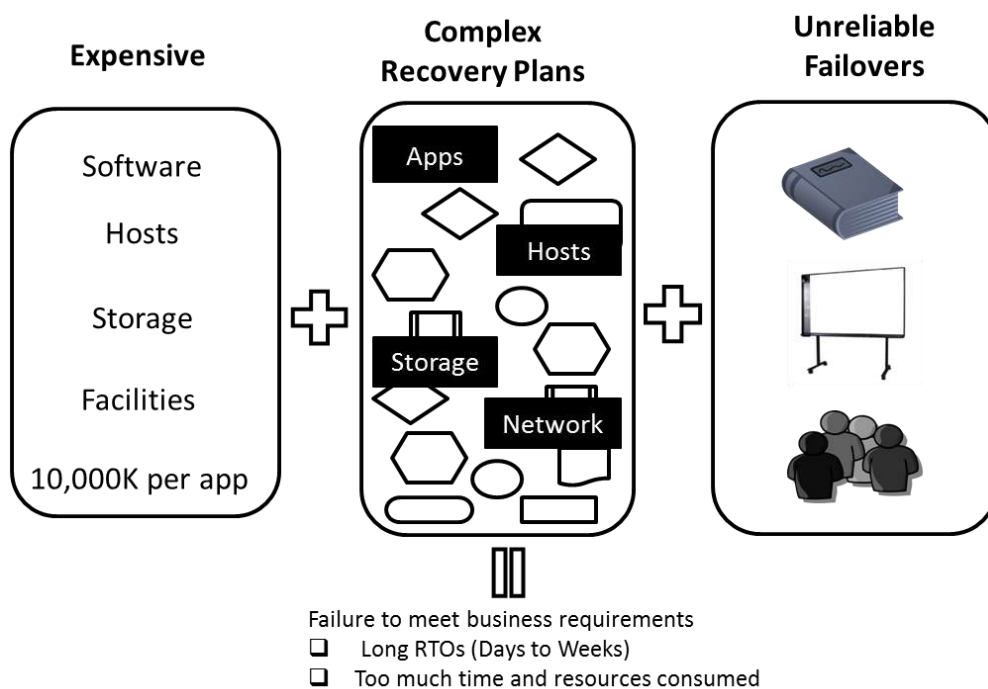 Expensive
Complex
Recovery Plans
Unreliable
Failovers
Software
Hosts
Storage
Facilities
10,000K per app
Apps
Hosts
Storage
Network
Failure to meet business requirements
❑ Long RTOs (Days to Weeks)
❑ Too much time and resources consumed